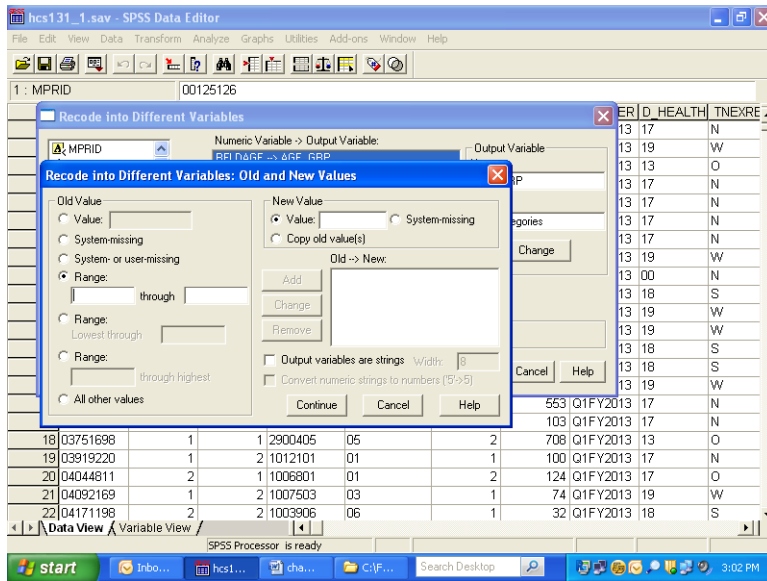 hcs131_1.sav - SPSS Data Editor
File Edit View Data Transform Analyze Graphs Utilities Add-ons Window Help
1 : MPRID 00125126
Recode into Different Variables
ER D_HEALTH TNEXRE
MPRID
Numeric Variable -> Output Variable:
Output Variable
Recode into Different Variables: Old and New Values
Old Value
Value:
System-missing
System- or user-missing
Range:
through
Range:
Lowest through
Range:
through highest
All other values
New Value
Value:
System-missing
Copy old value(s)
Old --> New:
Add
Change
Remove
Output variables are strings Width: 8
Convert numeric strings to numbers ('5'->5)
Continue Cancel Help
egories
Change
Cancel Help
13 17 N
13 19 W
13 13 O
13 17 N
13 17 N
13 17 N
13 17 N
13 19 W
13 00 N
13 18 S
13 19 W
13 19 W
13 18 S
13 18 S
13 19 W
553 Q1FY2013 17 N
103 Q1FY2013 17 N
18 03751698 1 1 2900405 05 2 708 Q1FY2013 13 O
19 03919220 1 2 1012101 01 1 100 Q1FY2013 17 N
20 04044811 2 1 1006801 01 2 124 Q1FY2013 17 O
21 04092169 1 2 1007503 03 1 74 Q1FY2013 19 W
22 04171198 2 2 1003906 06 1 32 Q1FY2013 18 S
Data View Variable View
SPSS Processor is ready
start Inbo... hcs1... cha... C:\F... Search Desktop 3:02 PM